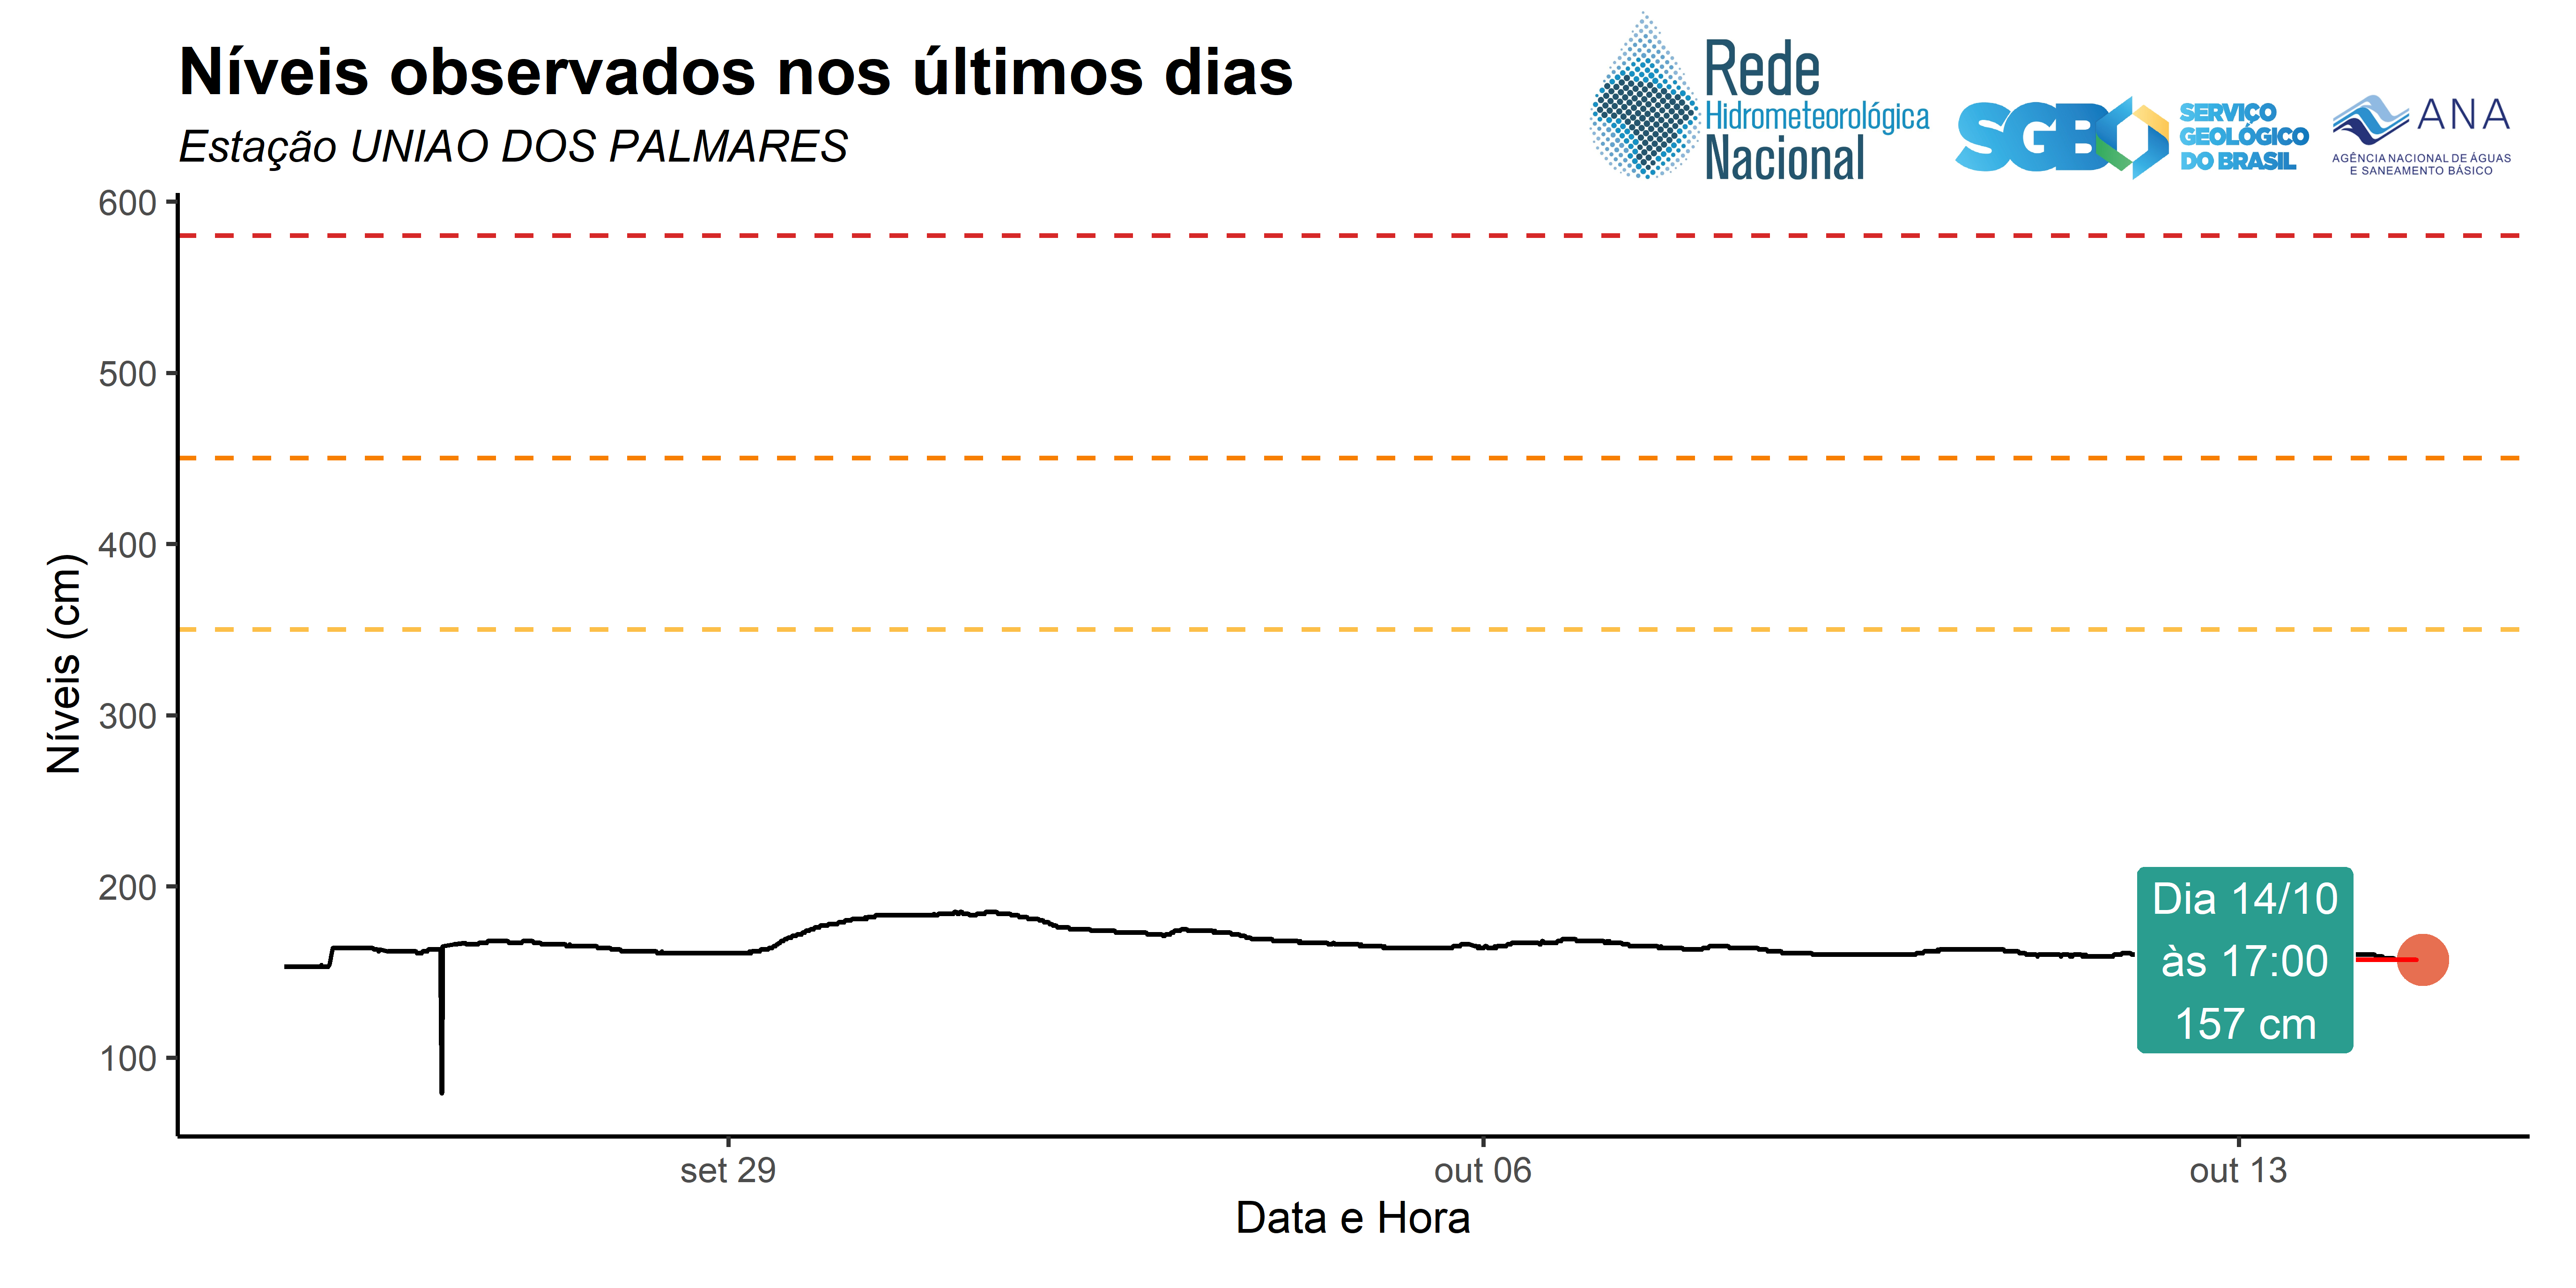 Níveis observados nos últimos dias
Estação UNIAO DOS PALMARES
Rede
Hidrometeorológica
Nacional
SGB
SERVIÇO
GEOLÓGICO
DO BRASIL
ANA
AGÊNCIA NACIONAL DE ÁGUAS
E SANEAMENTO BÁSICO
Níveis (cm)
600
500
400
300
200
100
Dia 14/10
às 17:00
157 cm
set 29
out 06
out 13
Data e Hora